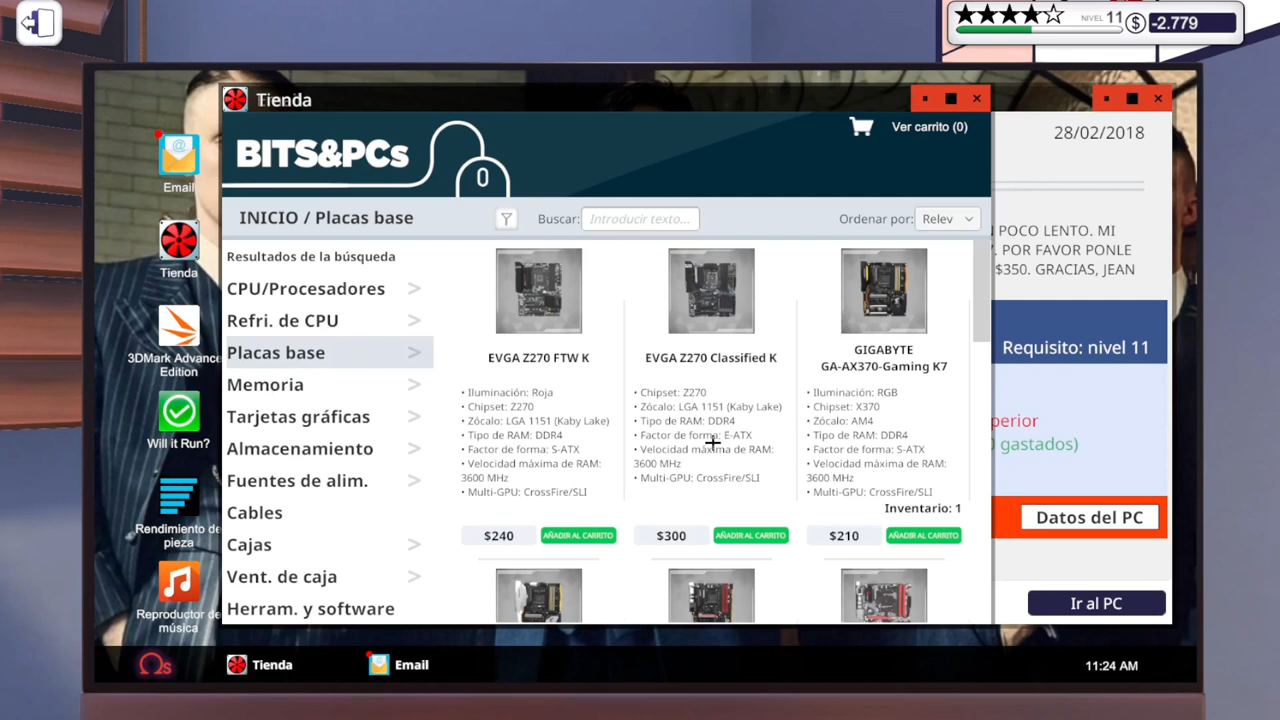 NIVEL 11
$ -2.779
Tienda
BITS&PCs
Ver carrito (0)
INICIO / Placas base
Buscar: Introducir texto...
Ordenar por: Relev
Resultados de la búsqueda
CPU/Procesadores >
Refri. de CPU >
Placas base >
Memoria >
Tarjetas gráficas >
Almacenamiento >
Fuentes de alim. >
Cables
Cajas >
Vent. de caja >
Herram. y software
EVGA Z270 FTW K
• Iluminación: Roja
• Chipset: Z270
• Zócalo: LGA 1151 (Kaby Lake)
• Tipo de RAM: DDR4
• Factor de forma: S-ATX
• Velocidad máxima de RAM:
3600 MHz
• Multi-GPU: CrossFire/SLI
$240 AÑADIR AL CARRITO
EVGA Z270 Classified K
• Chipset: Z270
• Zócalo: LGA 1151 (Kaby Lake)
• Tipo de RAM: DDR4
• Factor de forma: E-ATX
• Velocidad máxima de RAM:
3600 MHz
• Multi-GPU: CrossFire/SLI
$300 AÑADIR AL CARRITO
GIGABYTE
GA-AX370-Gaming K7
• Iluminación: RGB
• Chipset: X370
• Zócalo: AM4
• Tipo de RAM: DDR4
• Factor de forma: S-ATX
• Velocidad máxima de RAM:
3600 MHz
• Multi-GPU: CrossFire/SLI
Inventario: 1
$210 AÑADIR AL CARRITO
28/02/2018
POCO LENTO. MI
POR FAVOR PONLE
$350. GRACIAS, JEAN
Requisito: nivel 11
perior
gastados)
Datos del PC
Ir al PC
Email
Tienda
3DMark Advance
Edition
Will it Run?
Rendimiento de
pieza
Reproductor de
música
Ωs
Tienda
Email
11:24 AM